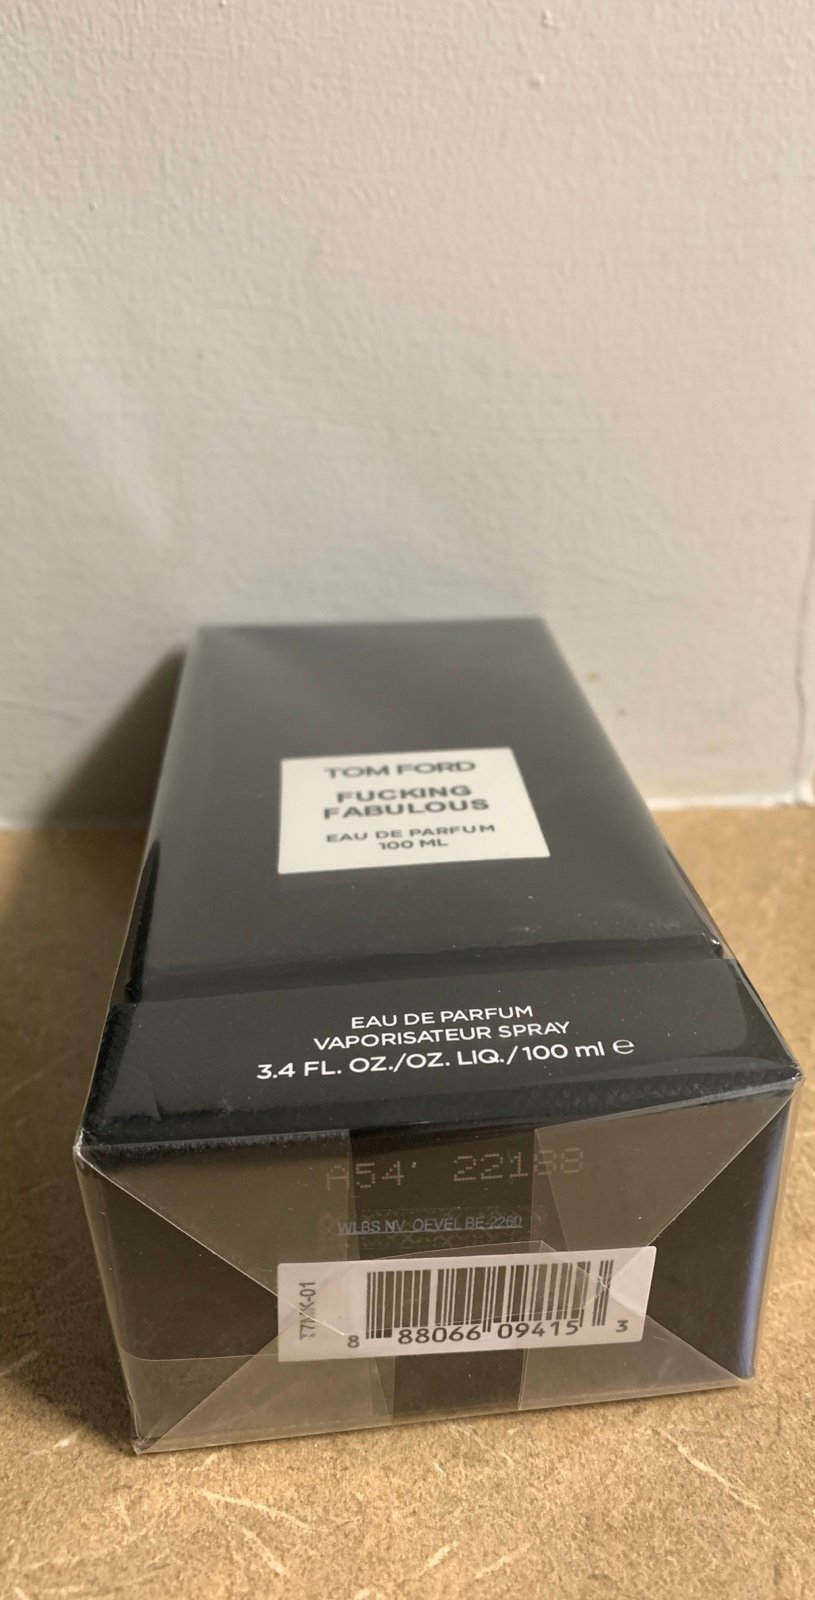 TOM FORD
FUCKING
FABULOUS
EAU DE PARFUM
100 ML
EAU DE PARFUM
VAPORISATEUR SPRAY
3.4 FL. OZ./OZ. LIQ./100 ml ℮
A54' 22188
WLBS NV OEVEL BE-2260
8 88066 09415 3